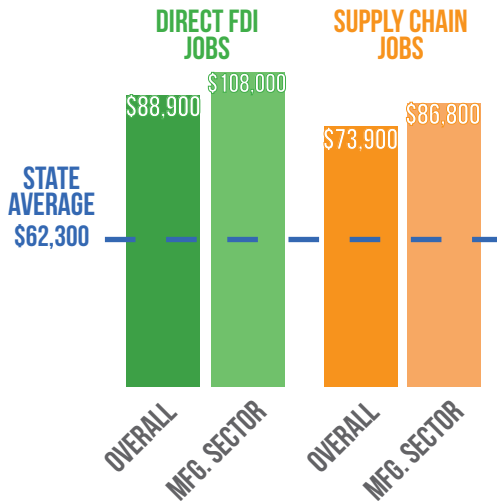 DIRECT FDI
JOBS
SUPPLY CHAIN
JOBS
$88,900
$108,000
$73,900
$86,800
STATE
AVERAGE
$62,300
OVERALL
MFG. SECTOR
OVERALL
MFG. SECTOR